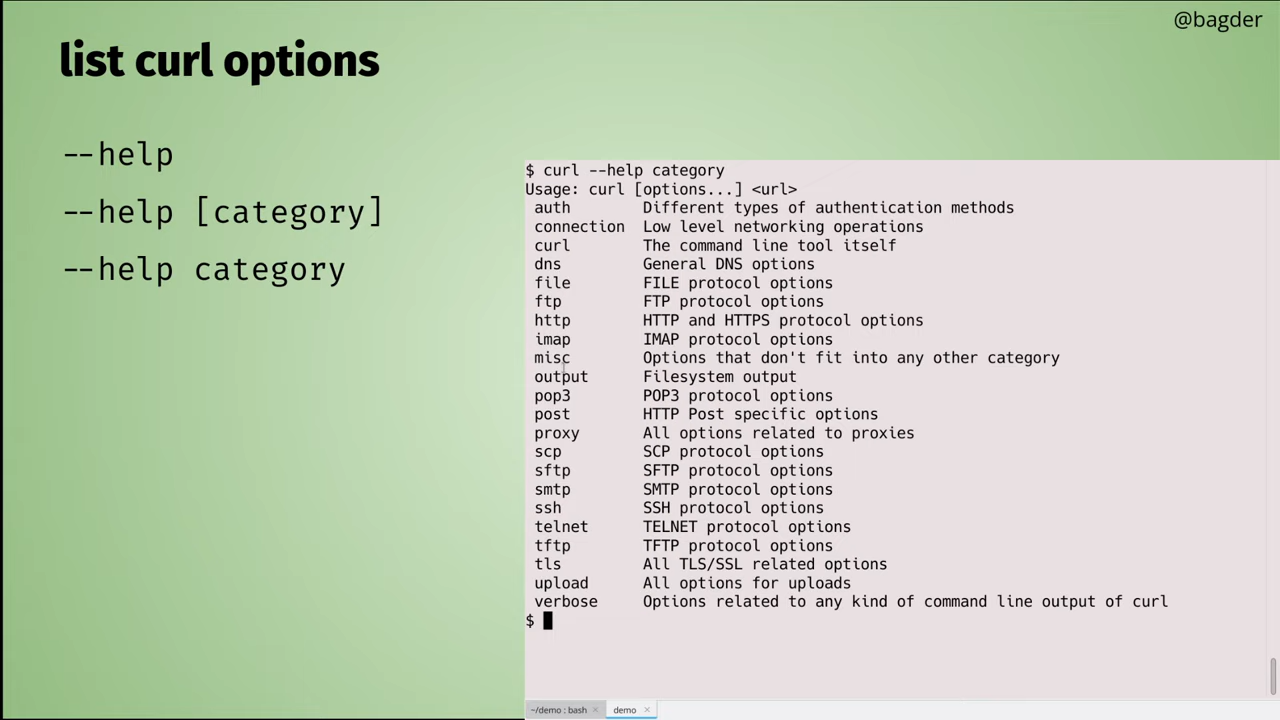 @bagder
list curl options
--help
--help [category]
--help category
$ curl --help category
Usage: curl [options...] <url>
auth        Different types of authentication methods
connection  Low level networking operations
curl        The command line tool itself
dns         General DNS options
file        FILE protocol options
ftp         FTP protocol options
http        HTTP and HTTPS protocol options
imap        IMAP protocol options
misc        Options that don't fit into any other category
output      Filesystem output
pop3        POP3 protocol options
post        HTTP Post specific options
proxy       All options related to proxies
scp         SCP protocol options
sftp        SFTP protocol options
smtp        SMTP protocol options
ssh         SSH protocol options
telnet      TELNET protocol options
tftp        TFTP protocol options
tls         All TLS/SSL related options
upload      All options for uploads
verbose     Options related to any kind of command line output of curl
$
~/demo : bash × demo ×